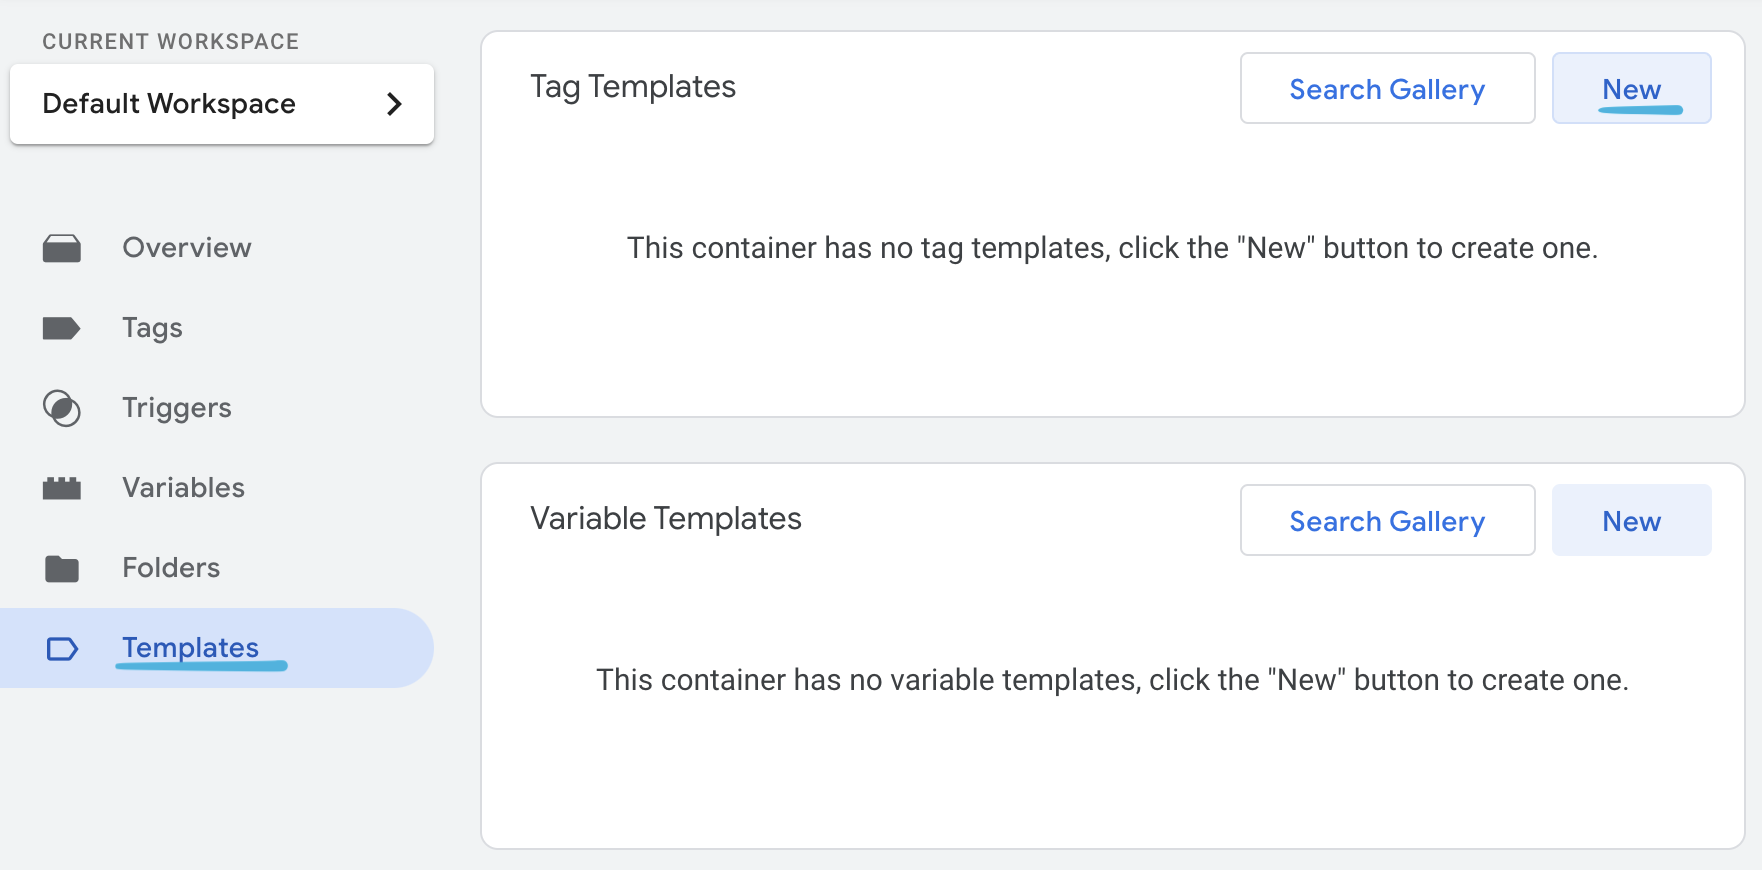 CURRENT WORKSPACE
Default Workspace
Overview
Tags
Triggers
Variables
Folders
Templates
Tag Templates
Search Gallery
New
This container has no tag templates, click the "New" button to create one.
Variable Templates
Search Gallery
New
This container has no variable templates, click the "New" button to create one.